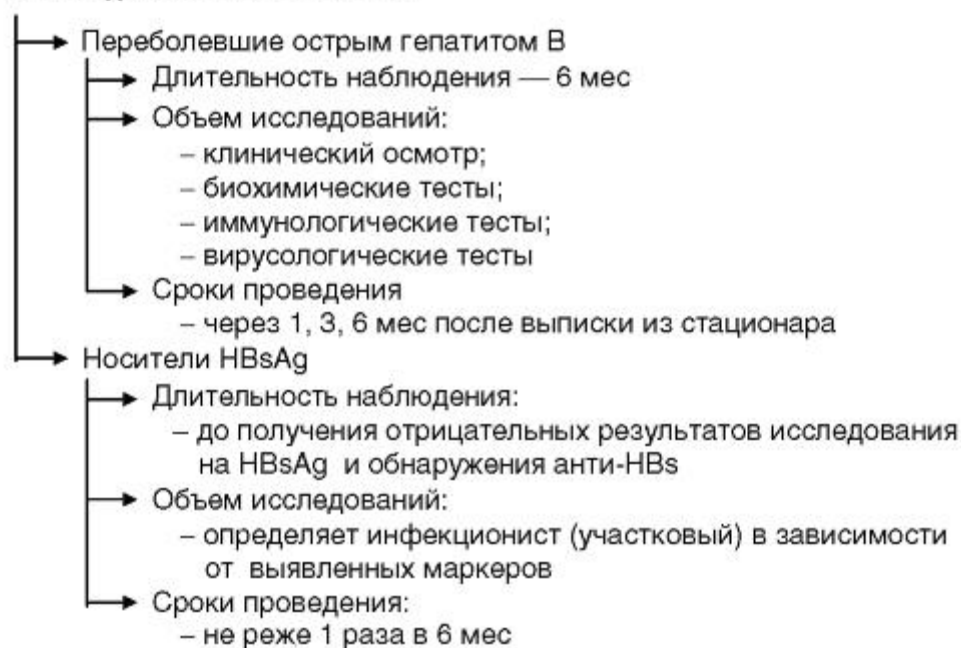 Переболевшие острым гепатитом В
Длительность наблюдения — 6 мес
Объем исследований:
– клинический осмотр;
– биохимические тесты;
– иммунологические тесты;
– вирусологические тесты
Сроки проведения
– через 1, 3, 6 мес после выписки из стационара
Носители HBsAg
Длительность наблюдения:
– до получения отрицательных результатов исследования
на HBsAg и обнаружения анти-HBs
Объем исследований:
– определяет инфекционист (участковый) в зависимости
от выявленных маркеров
Сроки проведения:
– не реже 1 раза в 6 мес